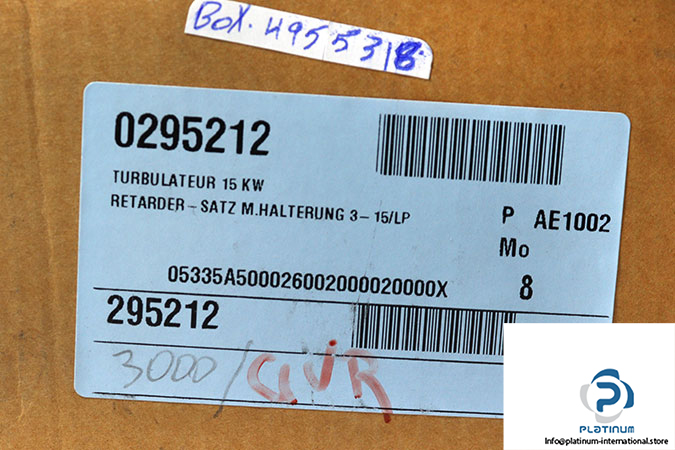 BOX. 495531B
0295212
TURBULATEUR 15 KW
RETARDER - SATZ M.HALTERUNG 3- 15/LP
P AE1002
Mo
05335A500026002000020000X 8
295212
3000/
PLATINUM
Info@platinum-international.store